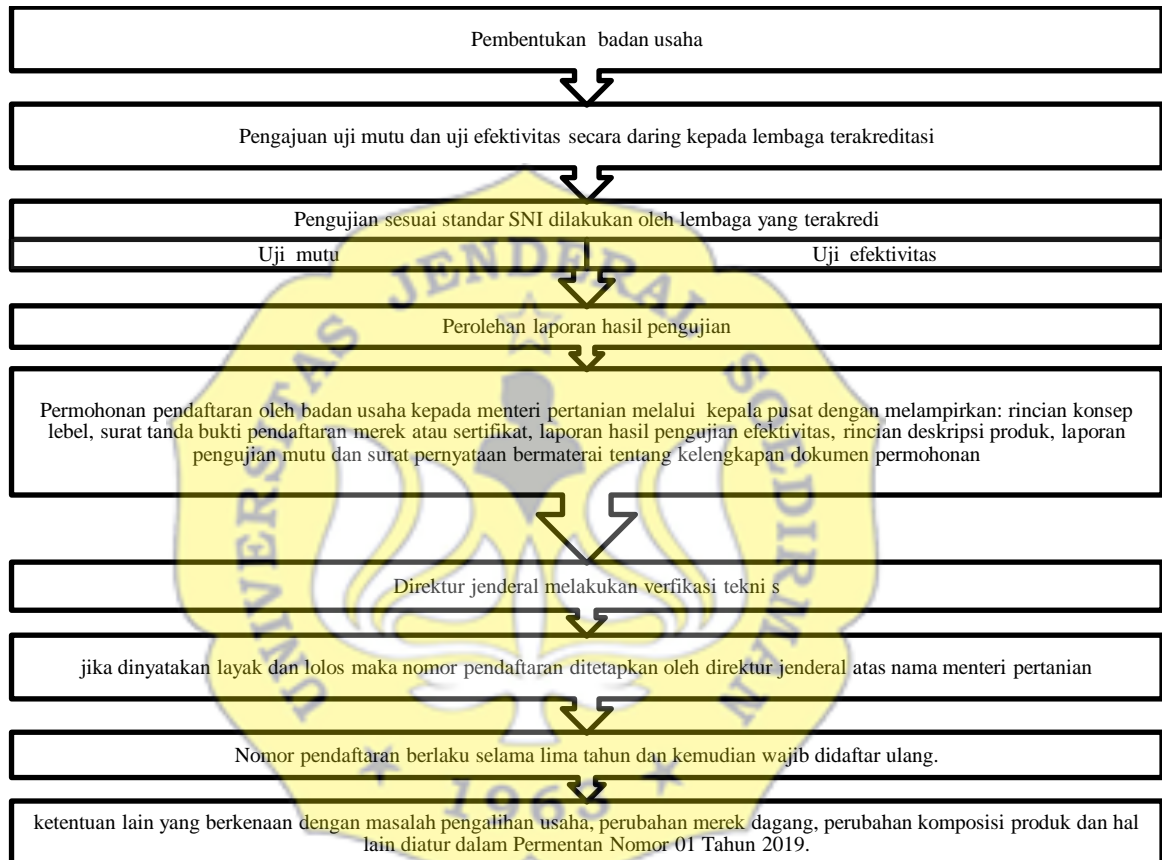 Pembentukan badan usaha
Pengajuan uji mutu dan uji efektivitas secara daring kepada lembaga terakreditasi
Pengujian sesuai standar SNI dilakukan oleh lembaga yang terakredi
Uji mutu
Uji efektivitas
Perolehan laporan hasil pengujian
Permohonan pendaftaran oleh badan usaha kepada menteri pertanian melalui kepala pusat dengan melampirkan: rincian konsep
lebel, surat tanda bukti pendaftaran merek atau sertifikat, laporan hasil pengujian efektivitas, rincian deskripsi produk, laporan
pengujian mutu dan surat pernyataan bermaterai tentang kelengkapan dokumen permohonan
Direktur jenderal melakukan verfikasi tekni s
jika dinyatakan layak dan lolos maka nomor pendaftaran ditetapkan oleh direktur jenderal atas nama menteri pertanian
Nomor pendaftaran berlaku selama lima tahun dan kemudian wajib didaftar ulang.
ketentuan lain yang berkenaan dengan masalah pengalihan usaha, perubahan merek dagang, perubahan komposisi produk dan hal
lain diatur dalam Permentan Nomor 01 Tahun 2019.
UNIVERSITAS JENDERAL SOEDIRMAN
1963